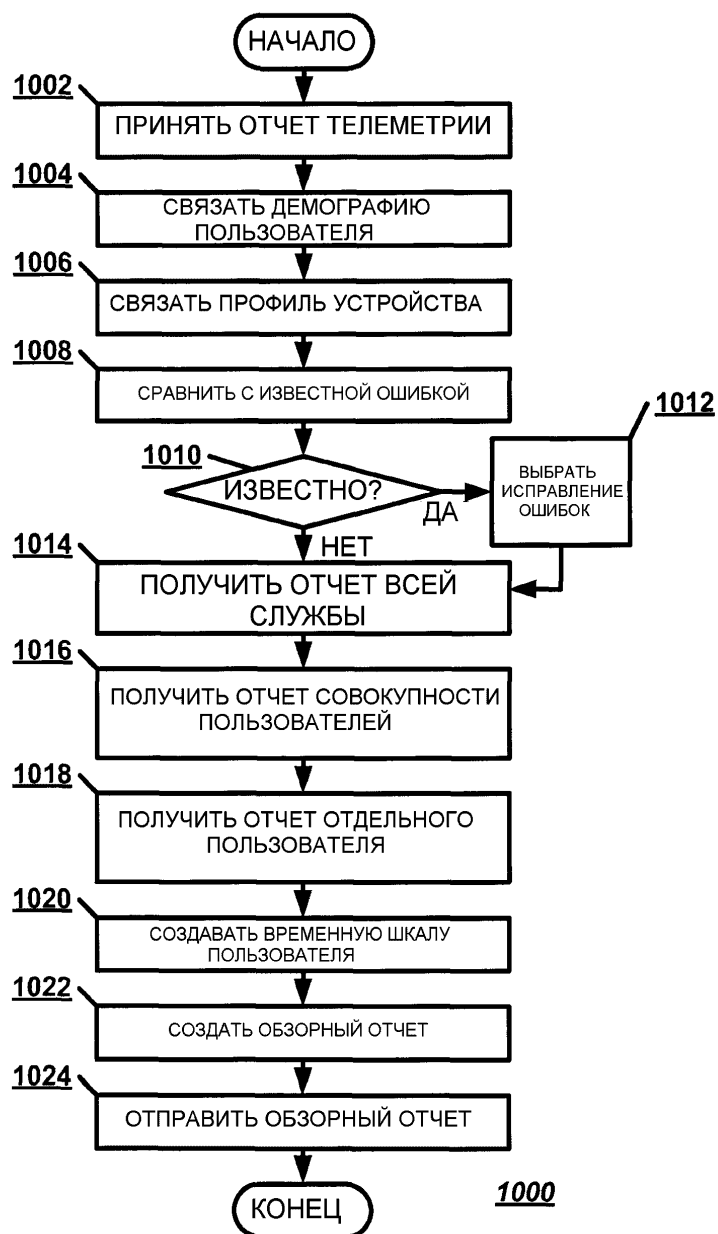 НАЧАЛО
1002
ПРИНЯТЬ ОТЧЕТ ТЕЛЕМЕТРИИ
1004
СВЯЗАТЬ ДЕМОГРАФИЮ
ПОЛЬЗОВАТЕЛЯ
1006
СВЯЗАТЬ ПРОФИЛЬ УСТРОЙСТВА
1008
СРАВНИТЬ С ИЗВЕСТНОЙ ОШИБКОЙ
1010
ИЗВЕСТНО?
ДА
1012
ВЫБРАТЬ
ИСПРАВЛЕНИЕ
ОШИБОК
НЕТ
1014
ПОЛУЧИТЬ ОТЧЕТ ВСЕЙ
СЛУЖБЫ
1016
ПОЛУЧИТЬ ОТЧЕТ СОВОКУПНОСТИ
ПОЛЬЗОВАТЕЛЕЙ
1018
ПОЛУЧИТЬ ОТЧЕТ ОТДЕЛЬНОГО
ПОЛЬЗОВАТЕЛЯ
1020
СОЗДАВАТЬ ВРЕМЕННУЮ ШКАЛУ
ПОЛЬЗОВАТЕЛЯ
1022
СОЗДАТЬ ОБЗОРНЫЙ ОТЧЕТ
1024
ОТПРАВИТЬ ОБЗОРНЫЙ ОТЧЕТ
КОНЕЦ
1000